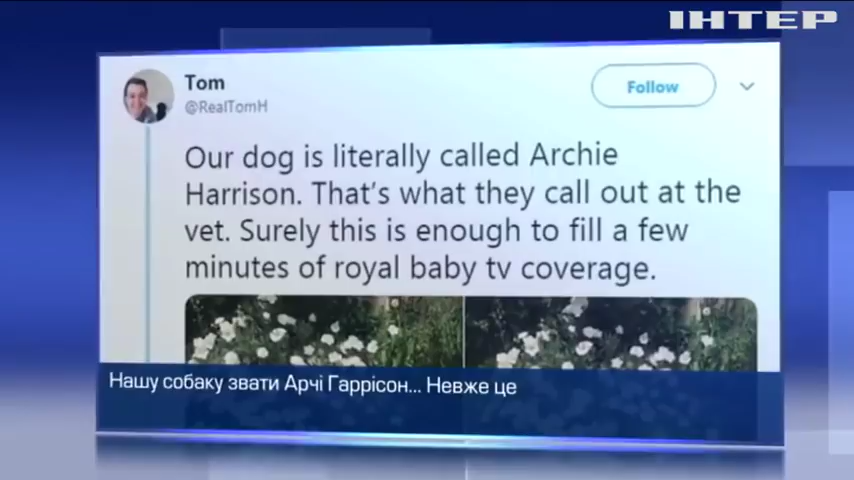 ІНТЕР
Tom
@RealTomH
Follow
Our dog is literally called Archie
Harrison. That's what they call out at the
vet. Surely this is enough to fill a few
minutes of royal baby tv coverage.
Нашу собаку звати Арчі Гаррісон... Невже це